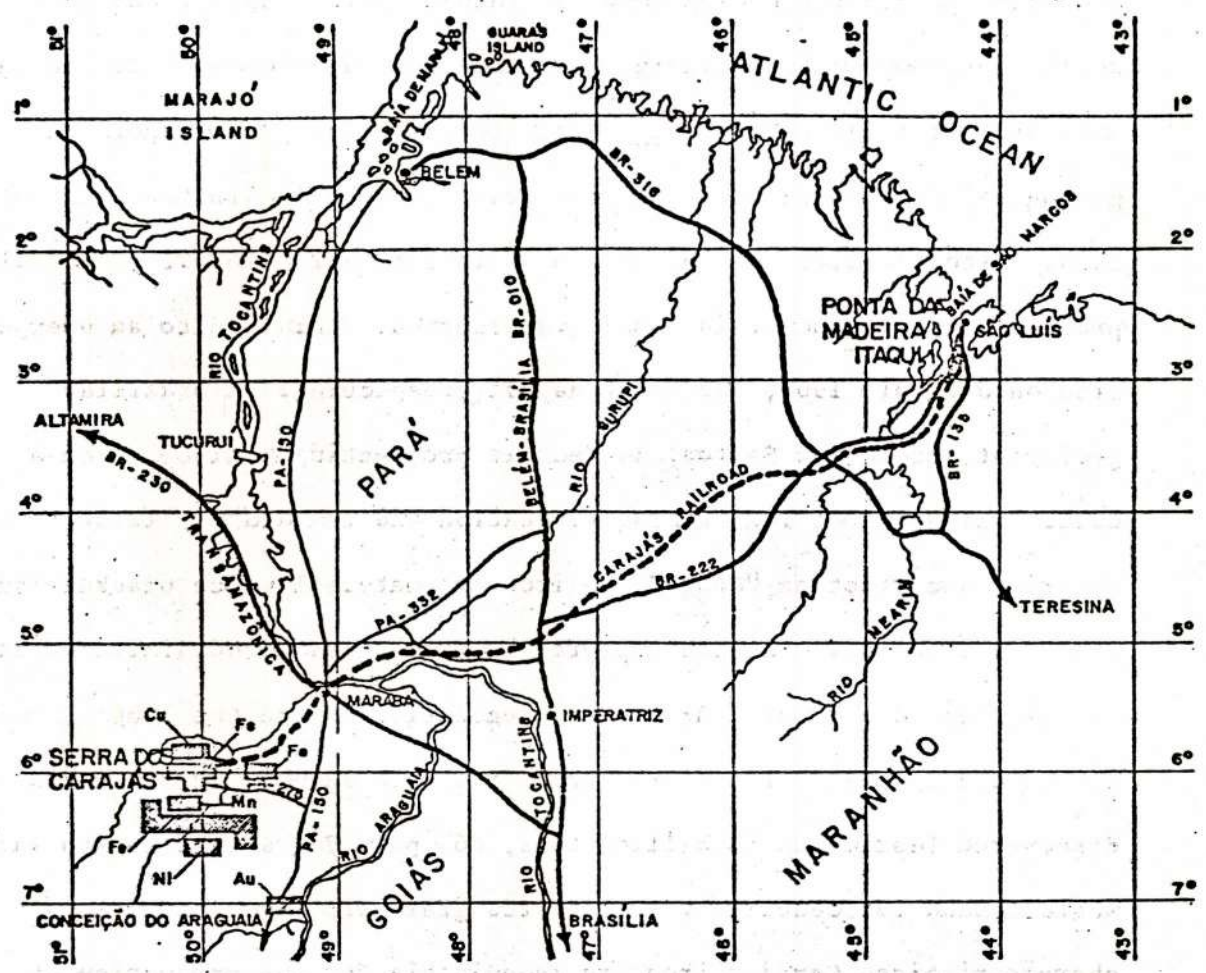 51°
50°
49°
48°
47°
46°
45°
44°
43°
GUARÁS
ISLAND
ATLANTIC
OCEAN
MARAJÓ
ISLAND
1°
1°
BELEM
BR-316
2°
2°
BAÍA DE SÃO MARCOS
RIO TOCANTINS
BELÉM-BRASÍLIA BR-010
PONTA DA
MADEIRA
ITAQUI
SÃO LUÍS
3°
3°
ALTAMIRA
TUCURUÍ
PA-150
PARÁ
RIO GURUPI
BR-230
CARAJÁS RAILROAD
BR-135
4°
4°
TRANSAMAZÔNICA
PA-332
BR-222
RIO MEARIM
TERESINA
5°
5°
MARABÁ
IMPERATRIZ
Cu
Fe
Fe
SERRA DOS
CARAJÁS
6°
6°
RIO TOCANTINS
MARANHÃO
Mn
PA-150
RIO ARAGUAIA
Fe
Ni
Au
GOIÁS
7°
7°
CONCEIÇÃO DO ARAGUAIA
BRASÍLIA
51°
50°
49°
48°
47°
46°
45°
44°
43°